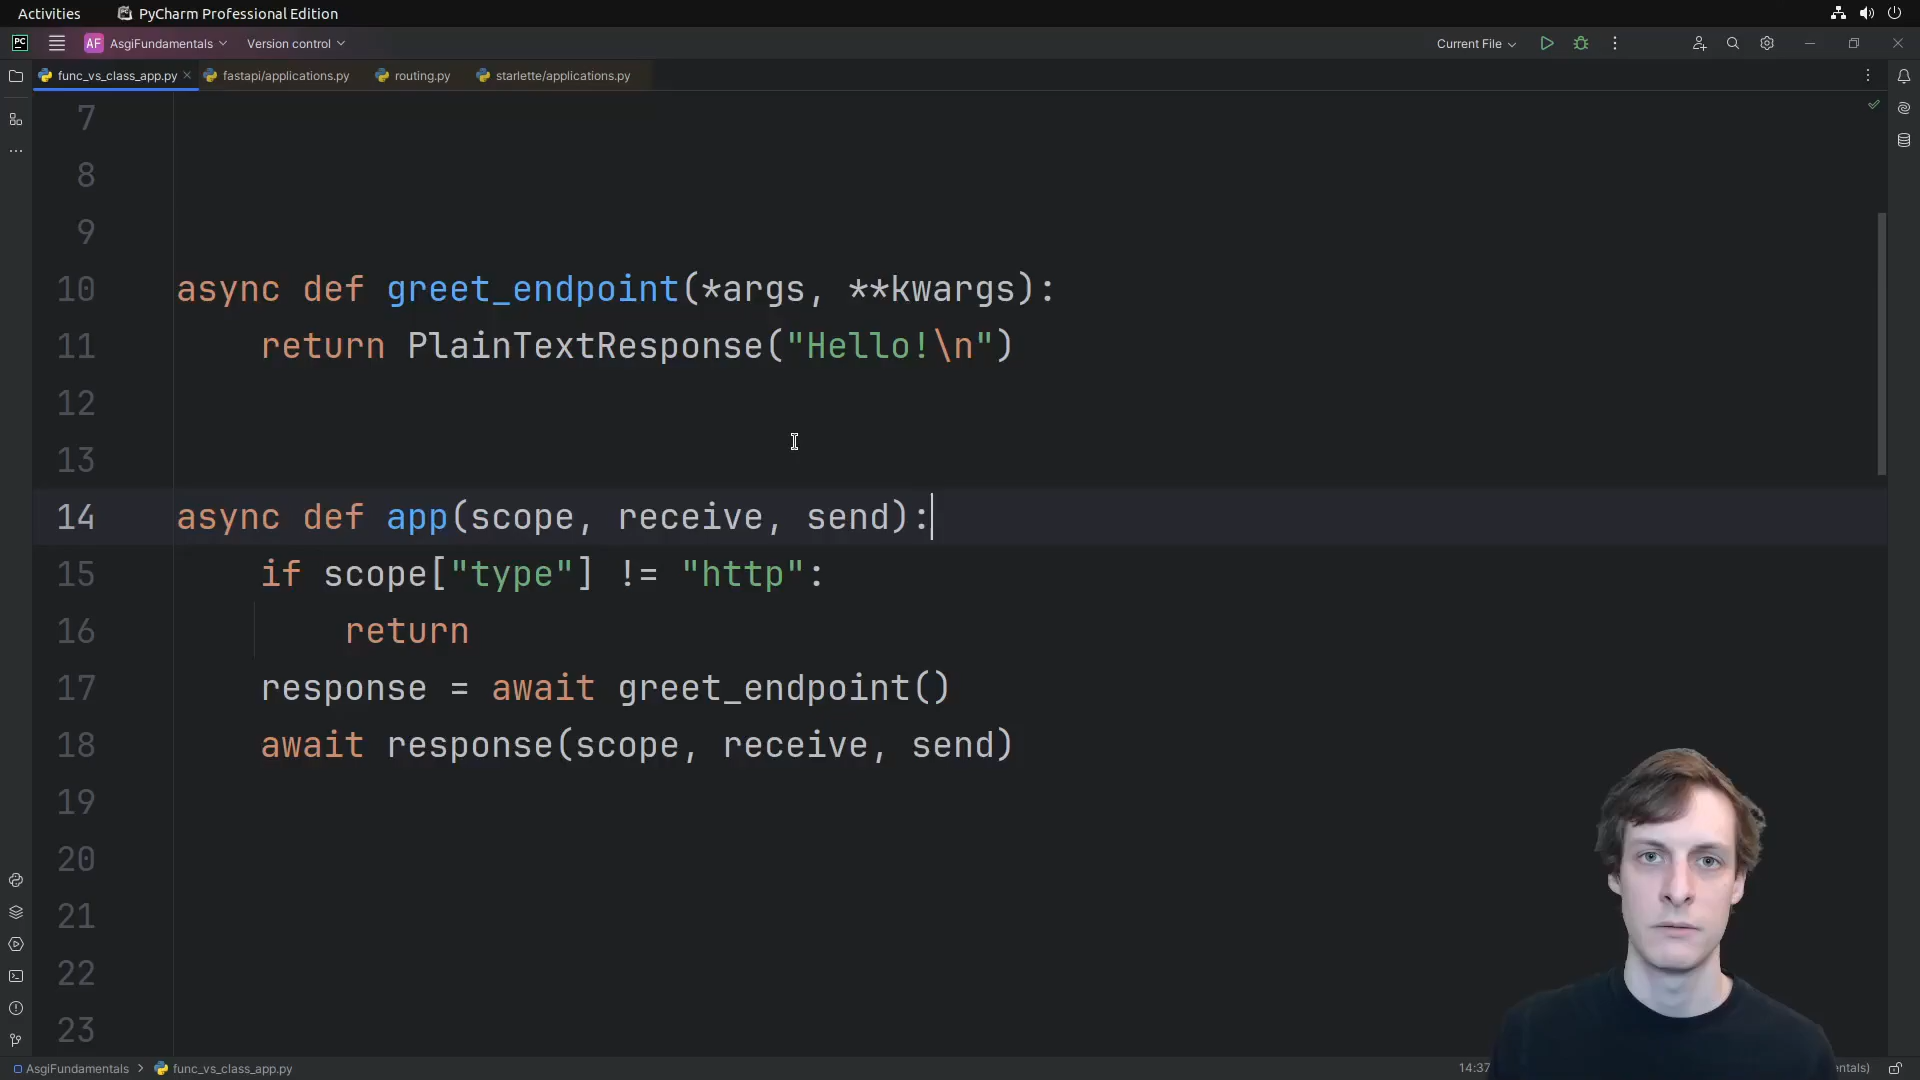 Activities PyCharm Professional Edition
PC AF AsgiFundamentals Version control Current File
func_vs_class_app.py fastapi/applications.py routing.py starlette/applications.py
7
8
9
10 async def greet_endpoint(*args, **kwargs):
11 return PlainTextResponse("Hello!\n")
12
13
14 async def app(scope, receive, send):
15 if scope["type"] != "http":
16 return
17 response = await greet_endpoint()
18 await response(scope, receive, send)
19
20
21
22
23
AsgiFundamentals func_vs_class_app.py 14:37 entals)